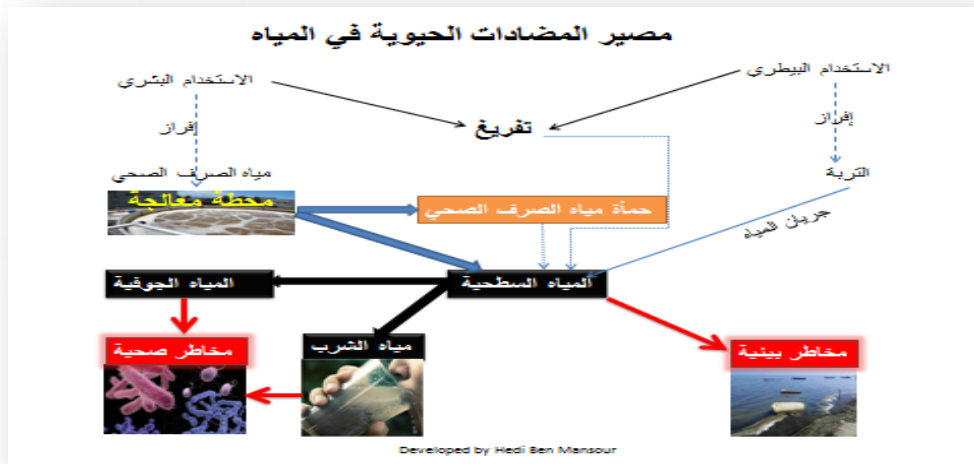 مصير المضادات الحيوية في المياه
الاستخدام البيطري
الاستخدام البشري
تفريغ
إفراز
إفراز
التربة
مياه الصرف الصحي
محطة معالجة
حمأة مياه الصرف الصحي
جريان المياه
المياه السطحية
المياه الجوفية
مخاطر بيئية
مياه الشرب
مخاطر صحية
Developed by Hedi Ben Mansour